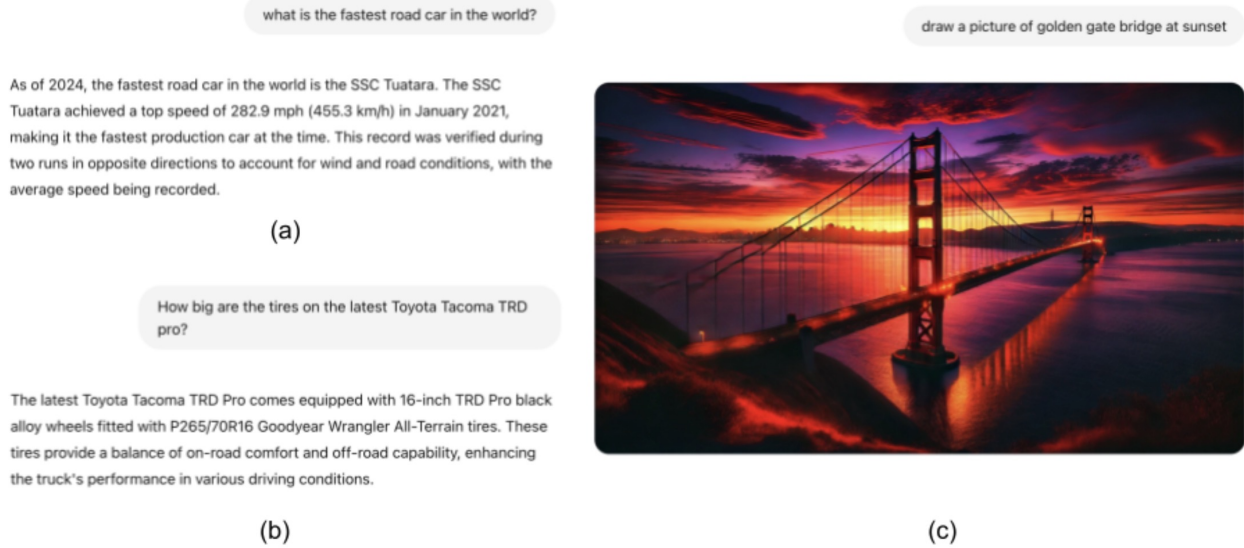 what is the fastest road car in the world?
As of 2024, the fastest road car in the world is the SSC Tuatara. The SSC
Tuatara achieved a top speed of 282.9 mph (455.3 km/h) in January 2021,
making it the fastest production car at the time. This record was verified during
two runs in opposite directions to account for wind and road conditions, with the
average speed being recorded.
(a)
How big are the tires on the latest Toyota Tacoma TRD
pro?
The latest Toyota Tacoma TRD Pro comes equipped with 16-inch TRD Pro black
alloy wheels fitted with P265/70R16 Goodyear Wrangler All-Terrain tires. These
tires provide a balance of on-road comfort and off-road capability, enhancing
the truck's performance in various driving conditions.
(b)
draw a picture of golden gate bridge at sunset
(c)